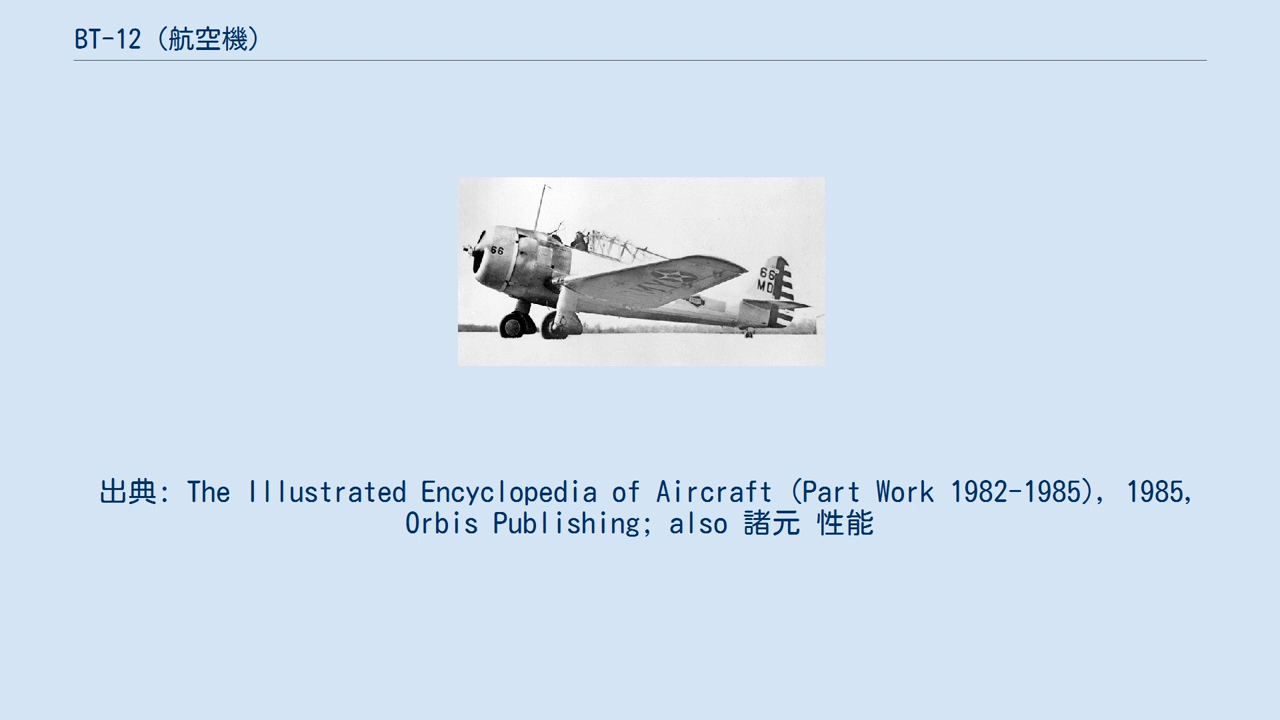 BT-12（航空機）
66
66
MD
出典: The Illustrated Encyclopedia of Aircraft (Part Work 1982-1985), 1985,
Orbis Publishing; also 諸元 性能